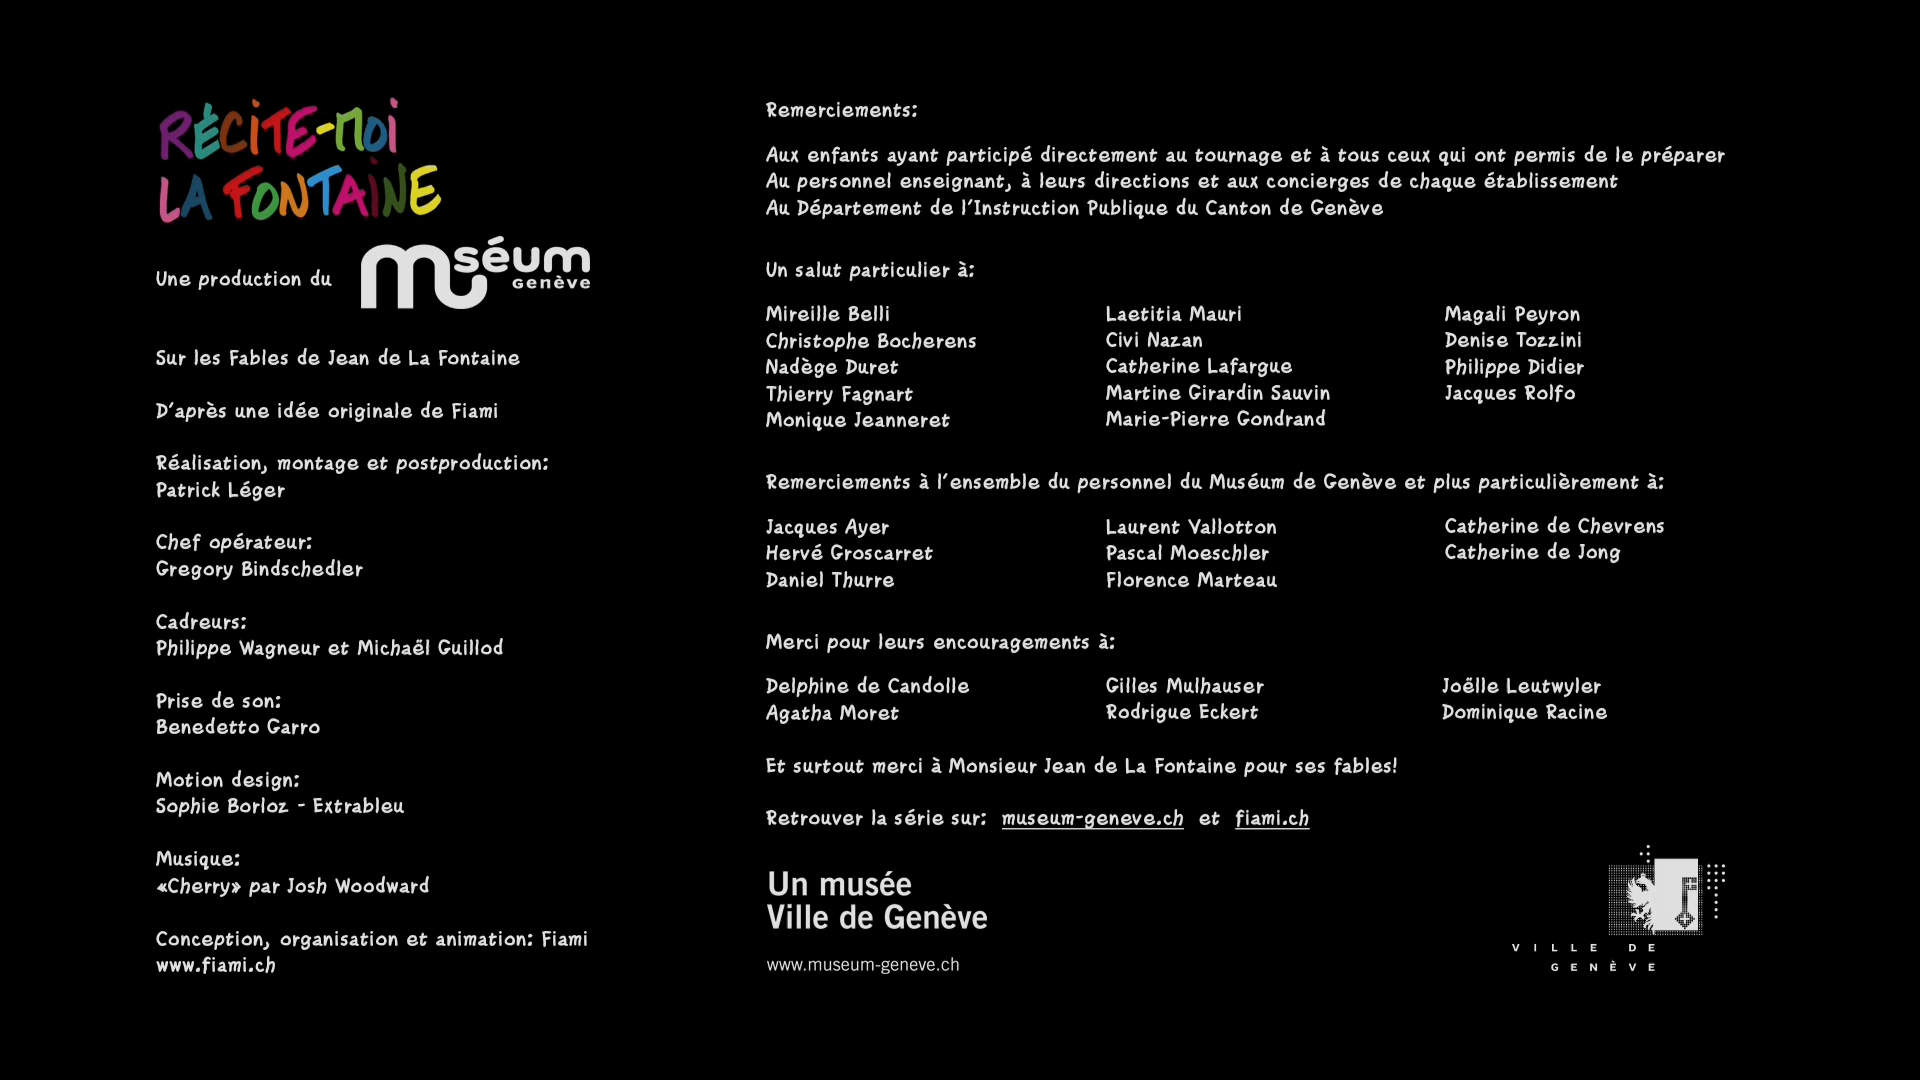 RÉCITE-MOI
LA FONTAINE
Une production du muséum genève
Sur les Fables de Jean de La Fontaine
D'après une idée originale de Fiami
Réalisation, montage et postproduction:
Patrick Léger
Chef opérateur:
Gregory Bindschedler
Cadreurs:
Philippe Wagneur et Michaël Guillod
Prise de son:
Benedetto Garro
Motion design:
Sophie Borloz - Extrableu
Musique:
«Cherry» par Josh Woodward
Conception, organisation et animation: Fiami
www.fiami.ch
Remerciements:
Aux enfants ayant participé directement au tournage et à tous ceux qui ont permis de le préparer
Au personnel enseignant, à leurs directions et aux concierges de chaque établissement
Au Département de l'Instruction Publique du Canton de Genève
Un salut particulier à:
Mireille Belli
Christophe Bocherens
Nadège Duret
Thierry Fagnart
Monique Jeanneret
Laetitia Mauri
Civi Nazan
Catherine Lafargue
Martine Girardin Sauvin
Marie-Pierre Gondrand
Magali Peyron
Denise Tozzini
Philippe Didier
Jacques Rolfo
Remerciements à l'ensemble du personnel du Muséum de Genève et plus particulièrement à:
Jacques Ayer
Hervé Groscarret
Daniel Thurre
Laurent Vallotton
Pascal Moeschler
Florence Marteau
Catherine de Chevrens
Catherine de Jong
Merci pour leurs encouragements à:
Delphine de Candolle
Agatha Moret
Gilles Mulhauser
Rodrigue Eckert
Joëlle Leutwyler
Dominique Racine
Et surtout merci à Monsieur Jean de La Fontaine pour ses fables!
Retrouver la série sur: museum-geneve.ch et fiami.ch
Un musée
Ville de Genève
www.museum-geneve.ch
VILLE DE
GENÈVE